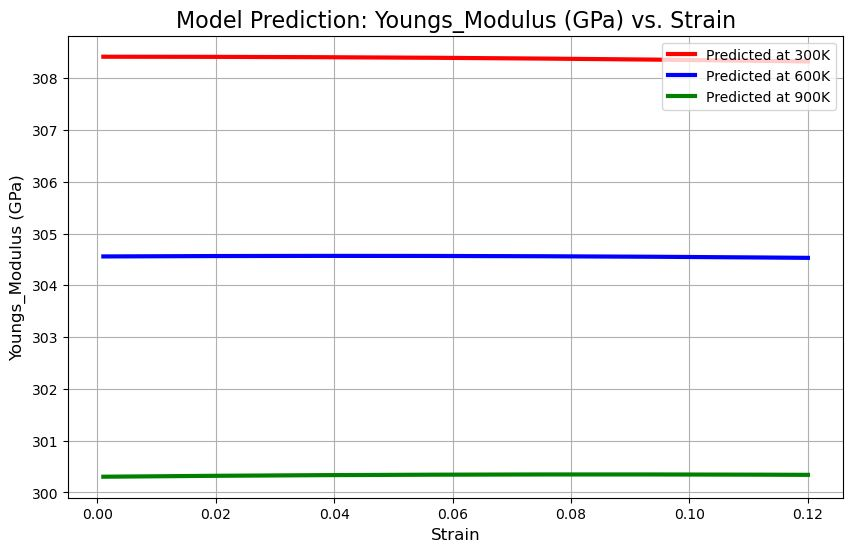 Model Prediction: Youngs_Modulus (GPa) vs. Strain
Predicted at 300K
Predicted at 600K
Predicted at 900K
Youngs_Modulus (GPa)
308
307
306
305
304
303
302
301
300
0.00 0.02 0.04 0.06 0.08 0.10 0.12
Strain